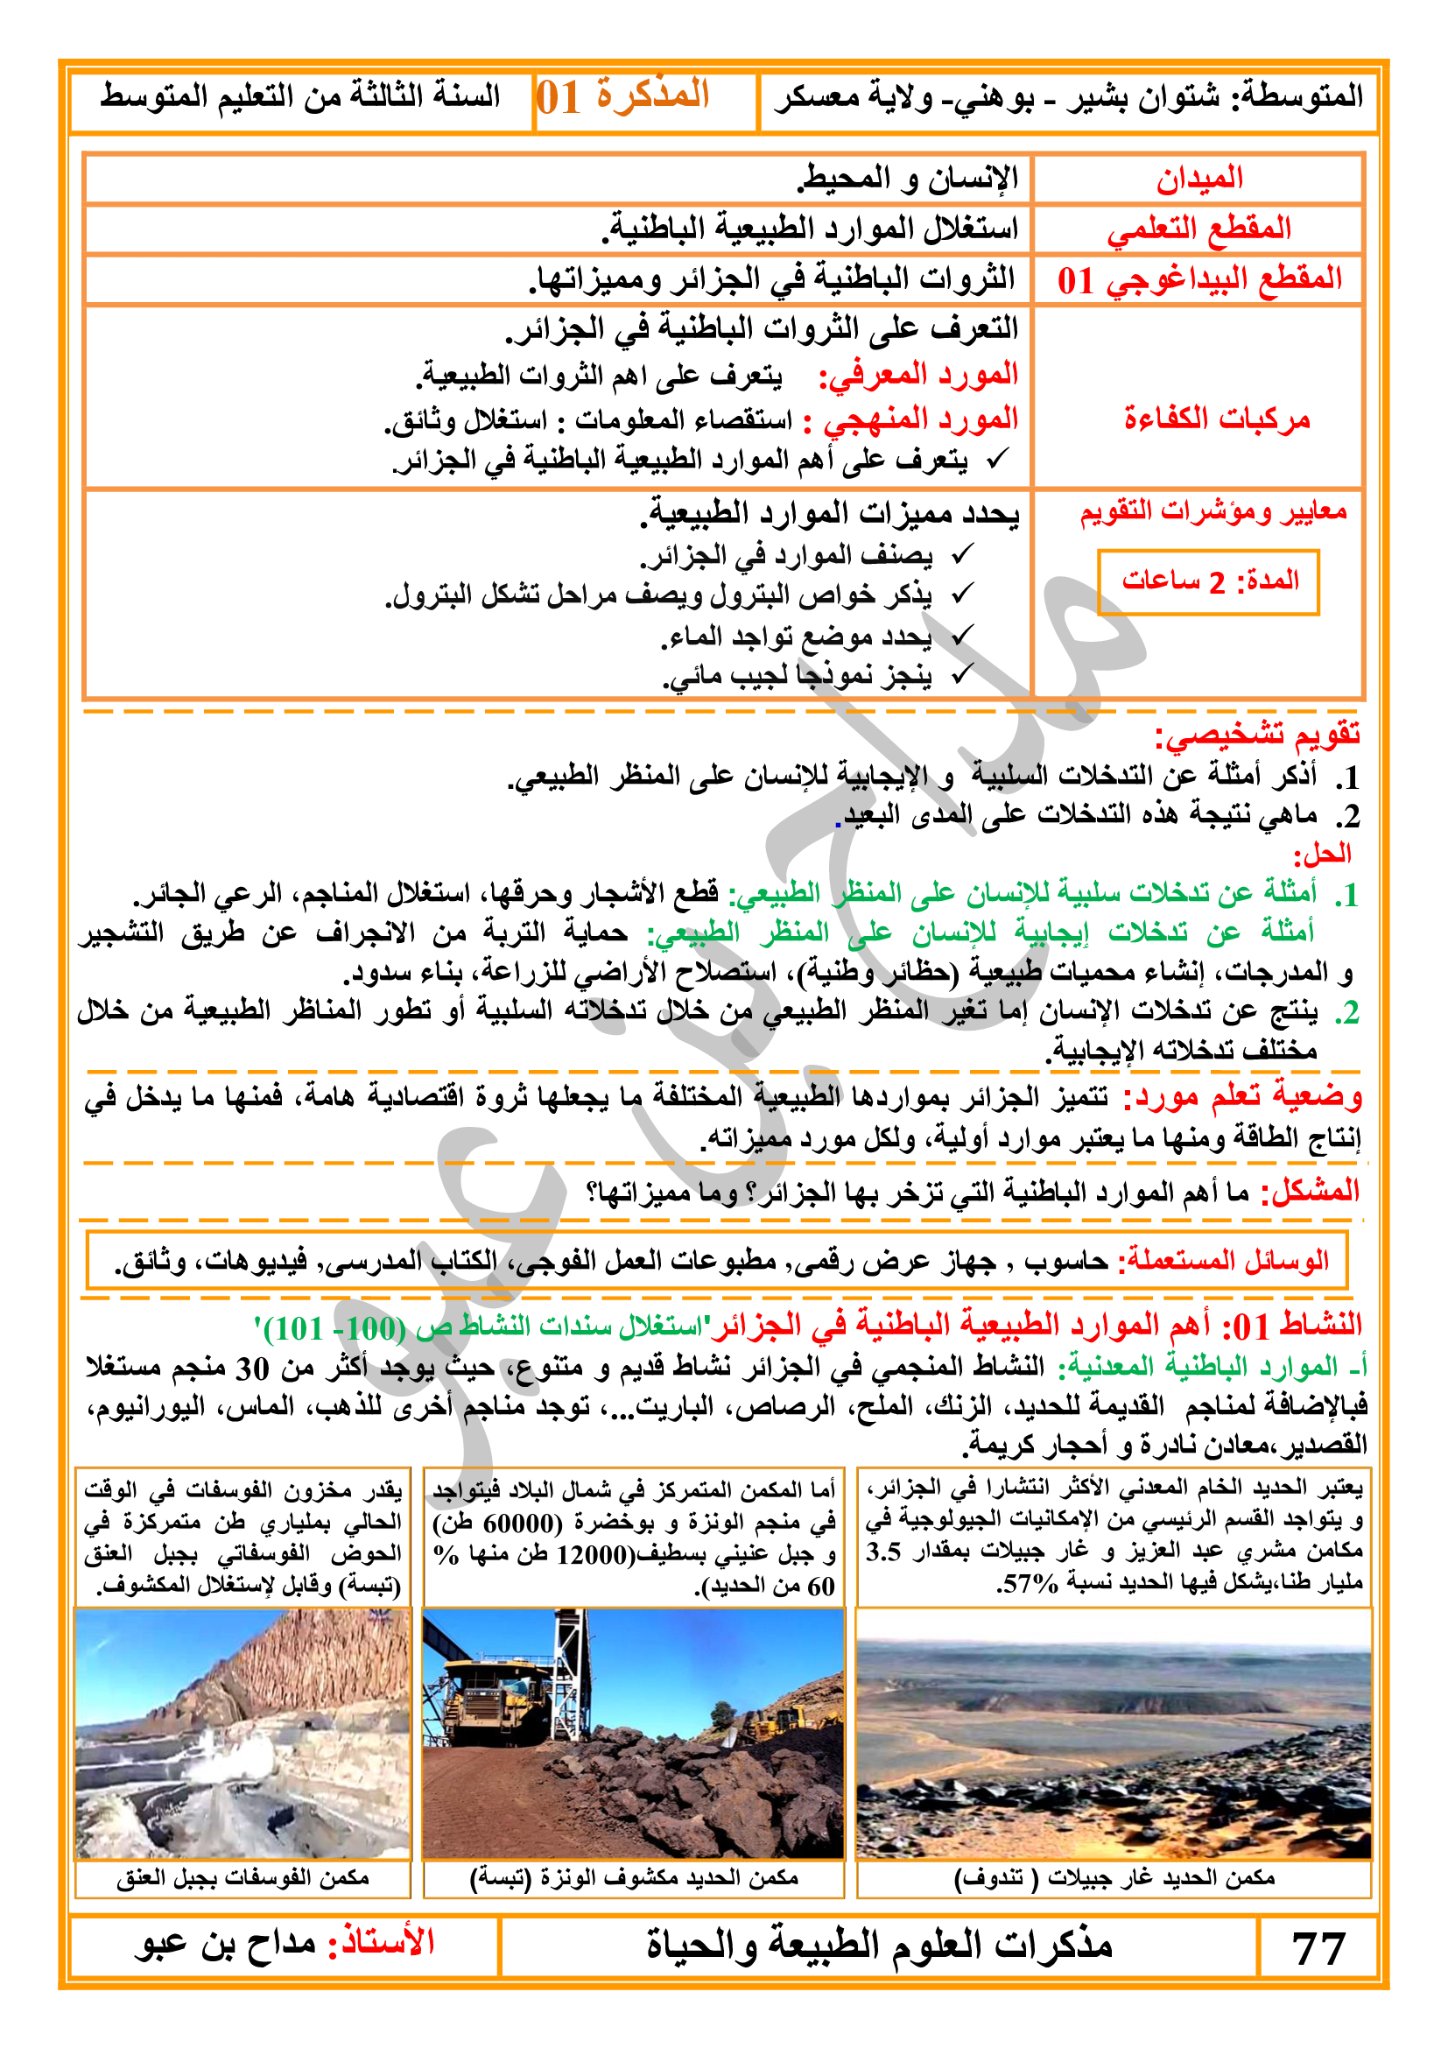 المتوسطة: شتوان بشير - بوهني- ولاية معسكر
المذكرة 01
السنة الثالثة من التعليم المتوسط
الميدان
الإنسان و المحيط.
المقطع التعلمي
استغلال الموارد الطبيعية الباطنية.
المقطع البيداغوجي 01
الثروات الباطنية في الجزائر ومميزاتها.
مركبات الكفاءة
التعرف على الثروات الباطنية في الجزائر.
المورد المعرفي: يتعرف على اهم الثروات الطبيعية.
المورد المنهجي : استقصاء المعلومات : استغلال وثائق.
✓ يتعرف على أهم الموارد الطبيعية الباطنية في الجزائر.
معايير ومؤشرات التقويم
المدة: 2 ساعات
يحدد مميزات الموارد الطبيعية.
✓ يصنف الموارد في الجزائر.
✓ يذكر خواص البترول ويصف مراحل تشكل البترول.
✓ يحدد موضع تواجد الماء.
✓ ينجز نموذجا لجيب مائي.
تقويم تشخيصي:
1. أذكر أمثلة عن التدخلات السلبية و الإيجابية للإنسان على المنظر الطبيعي.
2. ماهي نتيجة هذه التدخلات على المدى البعيد.
الحل:
1. أمثلة عن تدخلات سلبية للإنسان على المنظر الطبيعي: قطع الأشجار وحرقها، استغلال المناجم، الرعي الجائر.
أمثلة عن تدخلات إيجابية للإنسان على المنظر الطبيعي: حماية التربة من الانجراف عن طريق التشجير
و المدرجات، إنشاء محميات طبيعية (حظائر وطنية)، استصلاح الأراضي للزراعة، بناء سدود.
2. ينتج عن تدخلات الإنسان إما تغير المنظر الطبيعي من خلال تدخلاته السلبية أو تطور المناظر الطبيعية من خلال
مختلف تدخلاته الإيجابية.
وضعية تعلم مورد: تتميز الجزائر بمواردها الطبيعية المختلفة ما يجعلها ثروة اقتصادية هامة، فمنها ما يدخل في
إنتاج الطاقة ومنها ما يعتبر موارد أولية، ولكل مورد مميزاته.
المشكل: ما أهم الموارد الباطنية التي تزخر بها الجزائر؟ وما مميزاتها؟
الوسائل المستعملة: حاسوب , جهاز عرض رقمي, مطبوعات العمل الفوجي، الكتاب المدرسي, فيديوهات، وثائق.
النشاط 01: أهم الموارد الطبيعية الباطنية في الجزائر'استغلال سندات النشاط ص (100- 101)'
أ- الموارد الباطنية المعدنية: النشاط المنجمي في الجزائر نشاط قديم و متنوع، حيث يوجد أكثر من 30 منجم مستغلا
فبالإضافة لمناجم القديمة للحديد، الزنك، الملح، الرصاص، الباريت...، توجد مناجم أخرى للذهب، الماس، اليورانيوم،
القصدير،معادن نادرة و أحجار كريمة.
يعتبر الحديد الخام المعدني الأكثر انتشارا في الجزائر،
و يتواجد القسم الرئيسي من الإمكانيات الجيولوجية في
مكامن مشري عبد العزيز و غار جبيلات بمقدار 3.5
مليار طنا،يشكل فيها الحديد نسبة %57.
مكمن الحديد غار جبيلات ( تندوف)
أما المكمن المتمركز في شمال البلاد فيتواجد
في منجم الونزة و بوخضرة (60000 طن)
و جبل عنيني بسطيف(12000 طن منها %
60 من الحديد).
مكمن الحديد مكشوف الونزة (تبسة)
يقدر مخزون الفوسفات في الوقت
الحالي بملياري طن متمركزة في
الحوض الفوسفاتي بجبل العنق
(تبسة) وقابل لإستغلال المكشوف.
مكمن الفوسفات بجبل العنق
مداح بن عبو
77
مذكرات العلوم الطبيعة والحياة
الأستاذ: مداح بن عبو